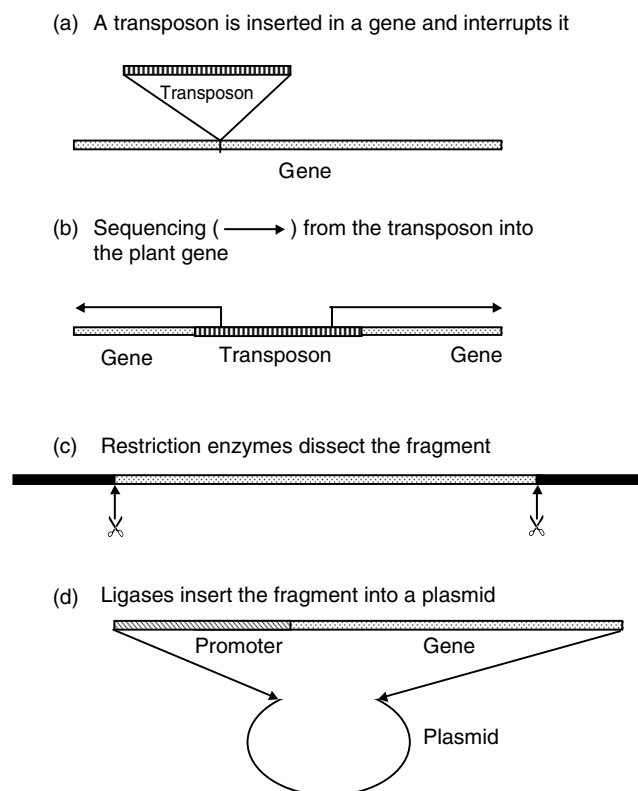 (a) A transposon is inserted in a gene and interrupts it
Transposon
Gene
(b) Sequencing ( ⟶ ) from the transposon into
the plant gene
Gene Transposon Gene
(c) Restriction enzymes dissect the fragment
(d) Ligases insert the fragment into a plasmid
Promoter Gene
Plasmid